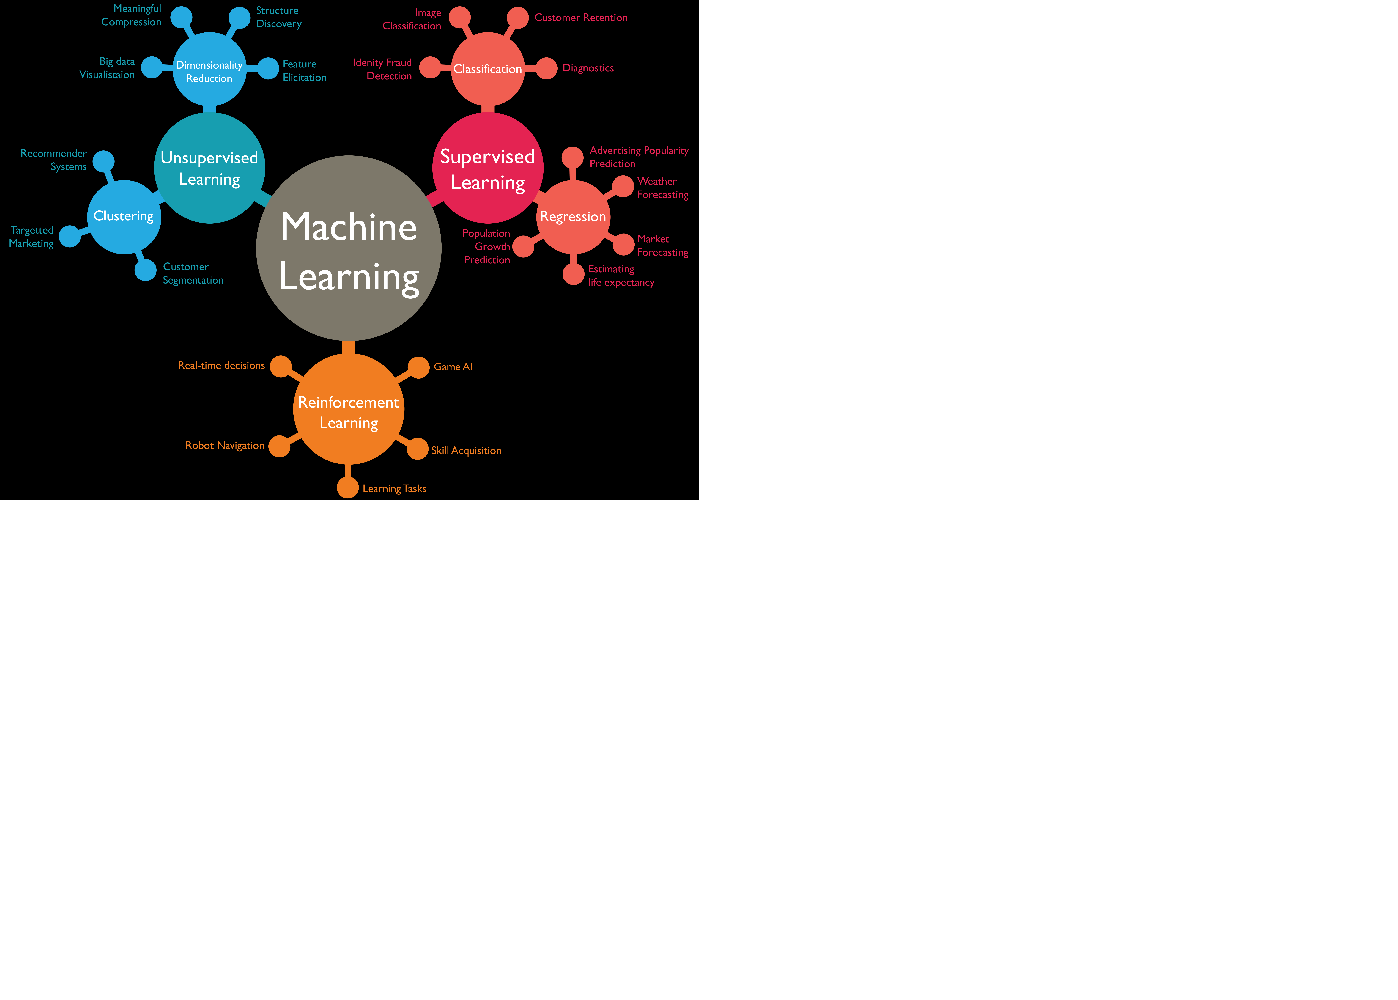 Meaningful
Compression
Structure
Discovery
Big data
Visualistaion
Dimensionality
Reduction
Feature
Elicitation
Unsupervised
Learning
Recommender
Systems
Clustering
Targetted
Marketing
Customer
Segmentation
Machine
Learning
Image
Classification
Customer Retention
Idenity Fraud
Detection
Classification
Diagnostics
Supervised
Learning
Advertising Popularity
Prediction
Weather
Forecasting
Regression
Population
Growth
Prediction
Market
Forecasting
Estimating
life expectancy
Real-time decisions
Game AI
Reinforcement
Learning
Robot Navigation
Skill Acquisition
Learning Tasks